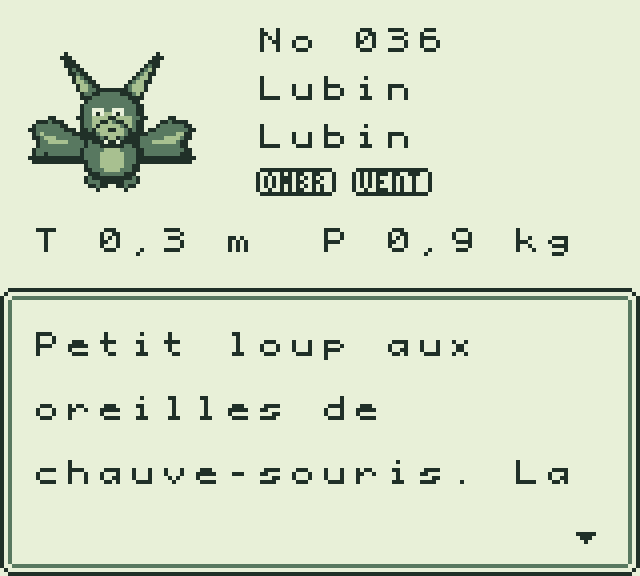 No 036
Lubin
Lubin
OMBR VENT
T 0,3 m P 0,9 kg
Petit loup aux
oreilles de
chauve-souris. La